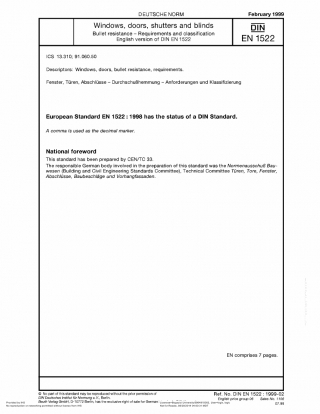 DEUTSCHE NORM
February 1999
Windows, doors, shutters and blinds
Bullet resistance – Requirements and classification
English version of DIN EN 1522
DIN
EN 1522
ICS 13.310; 91.060.50
Descriptors: Windows, doors, bullet resistance, requirements.
Fenster, Türen, Abschlüsse – Durchschußhemmung – Anforderungen und Klassifizierung
European Standard EN 1522 : 1998 has the status of a DIN Standard.
A comma is used as the decimal marker.
National foreword
This standard has been prepared by CEN/TC 33.
The responsible German body involved in the preparation of this standard was the Normenausschuß Bau-
wesen (Building and Civil Engineering Standards Committee), Technical Committee Türen, Tore, Fenster,
Abschlüsse, Baubeschläge und Vorhangfassaden.
EN comprises 7 pages.
© No part of this standard may be reproduced without the prior permission of
DIN Deutsches Institut für Normung e.V., Berlin.
Beuth Verlag GmbH, D-10772 Berlin, has the exclusive right of sale for German
Ref. No. DIN EN 1522 : 1999-02
English price group 06 Sales No. 1106
07.99